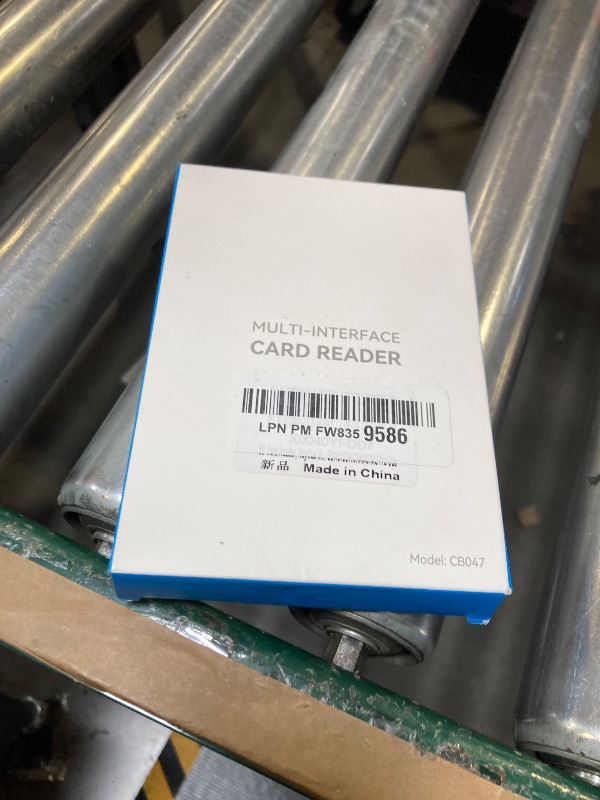 MULTI-INTERFACE
CARD READER
LPN PM FW835 9586
新品 Made in China
Model: CB047